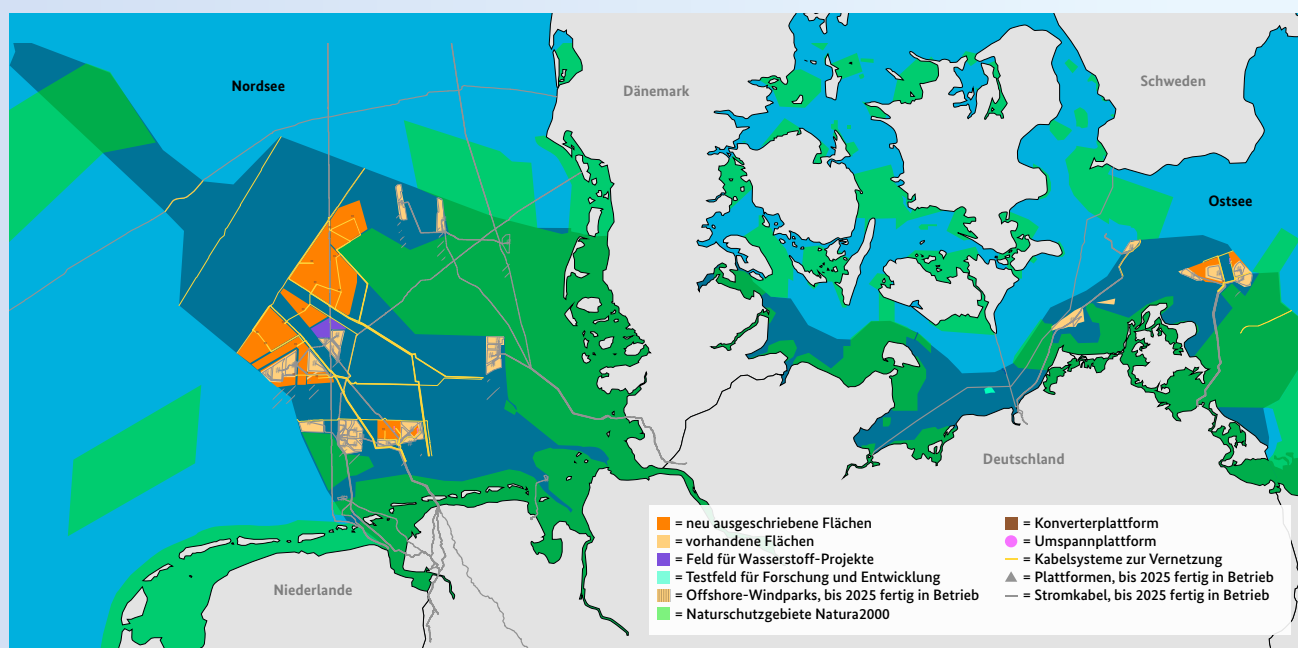 Nordsee
Dänemark
Schweden
Ostsee
Deutschland
Niederlande
= neu ausgeschriebene Flächen
= vorhandene Flächen
= Feld für Wasserstoff-Projekte
= Testfeld für Forschung und Entwicklung
= Offshore-Windparks, bis 2025 fertig in Betrieb
= Naturschutzgebiete Natura2000
= Konverterplattform
= Umspannplattform
= Kabelsysteme zur Vernetzung
= Plattformen, bis 2025 fertig in Betrieb
= Stromkabel, bis 2025 fertig in Betrieb